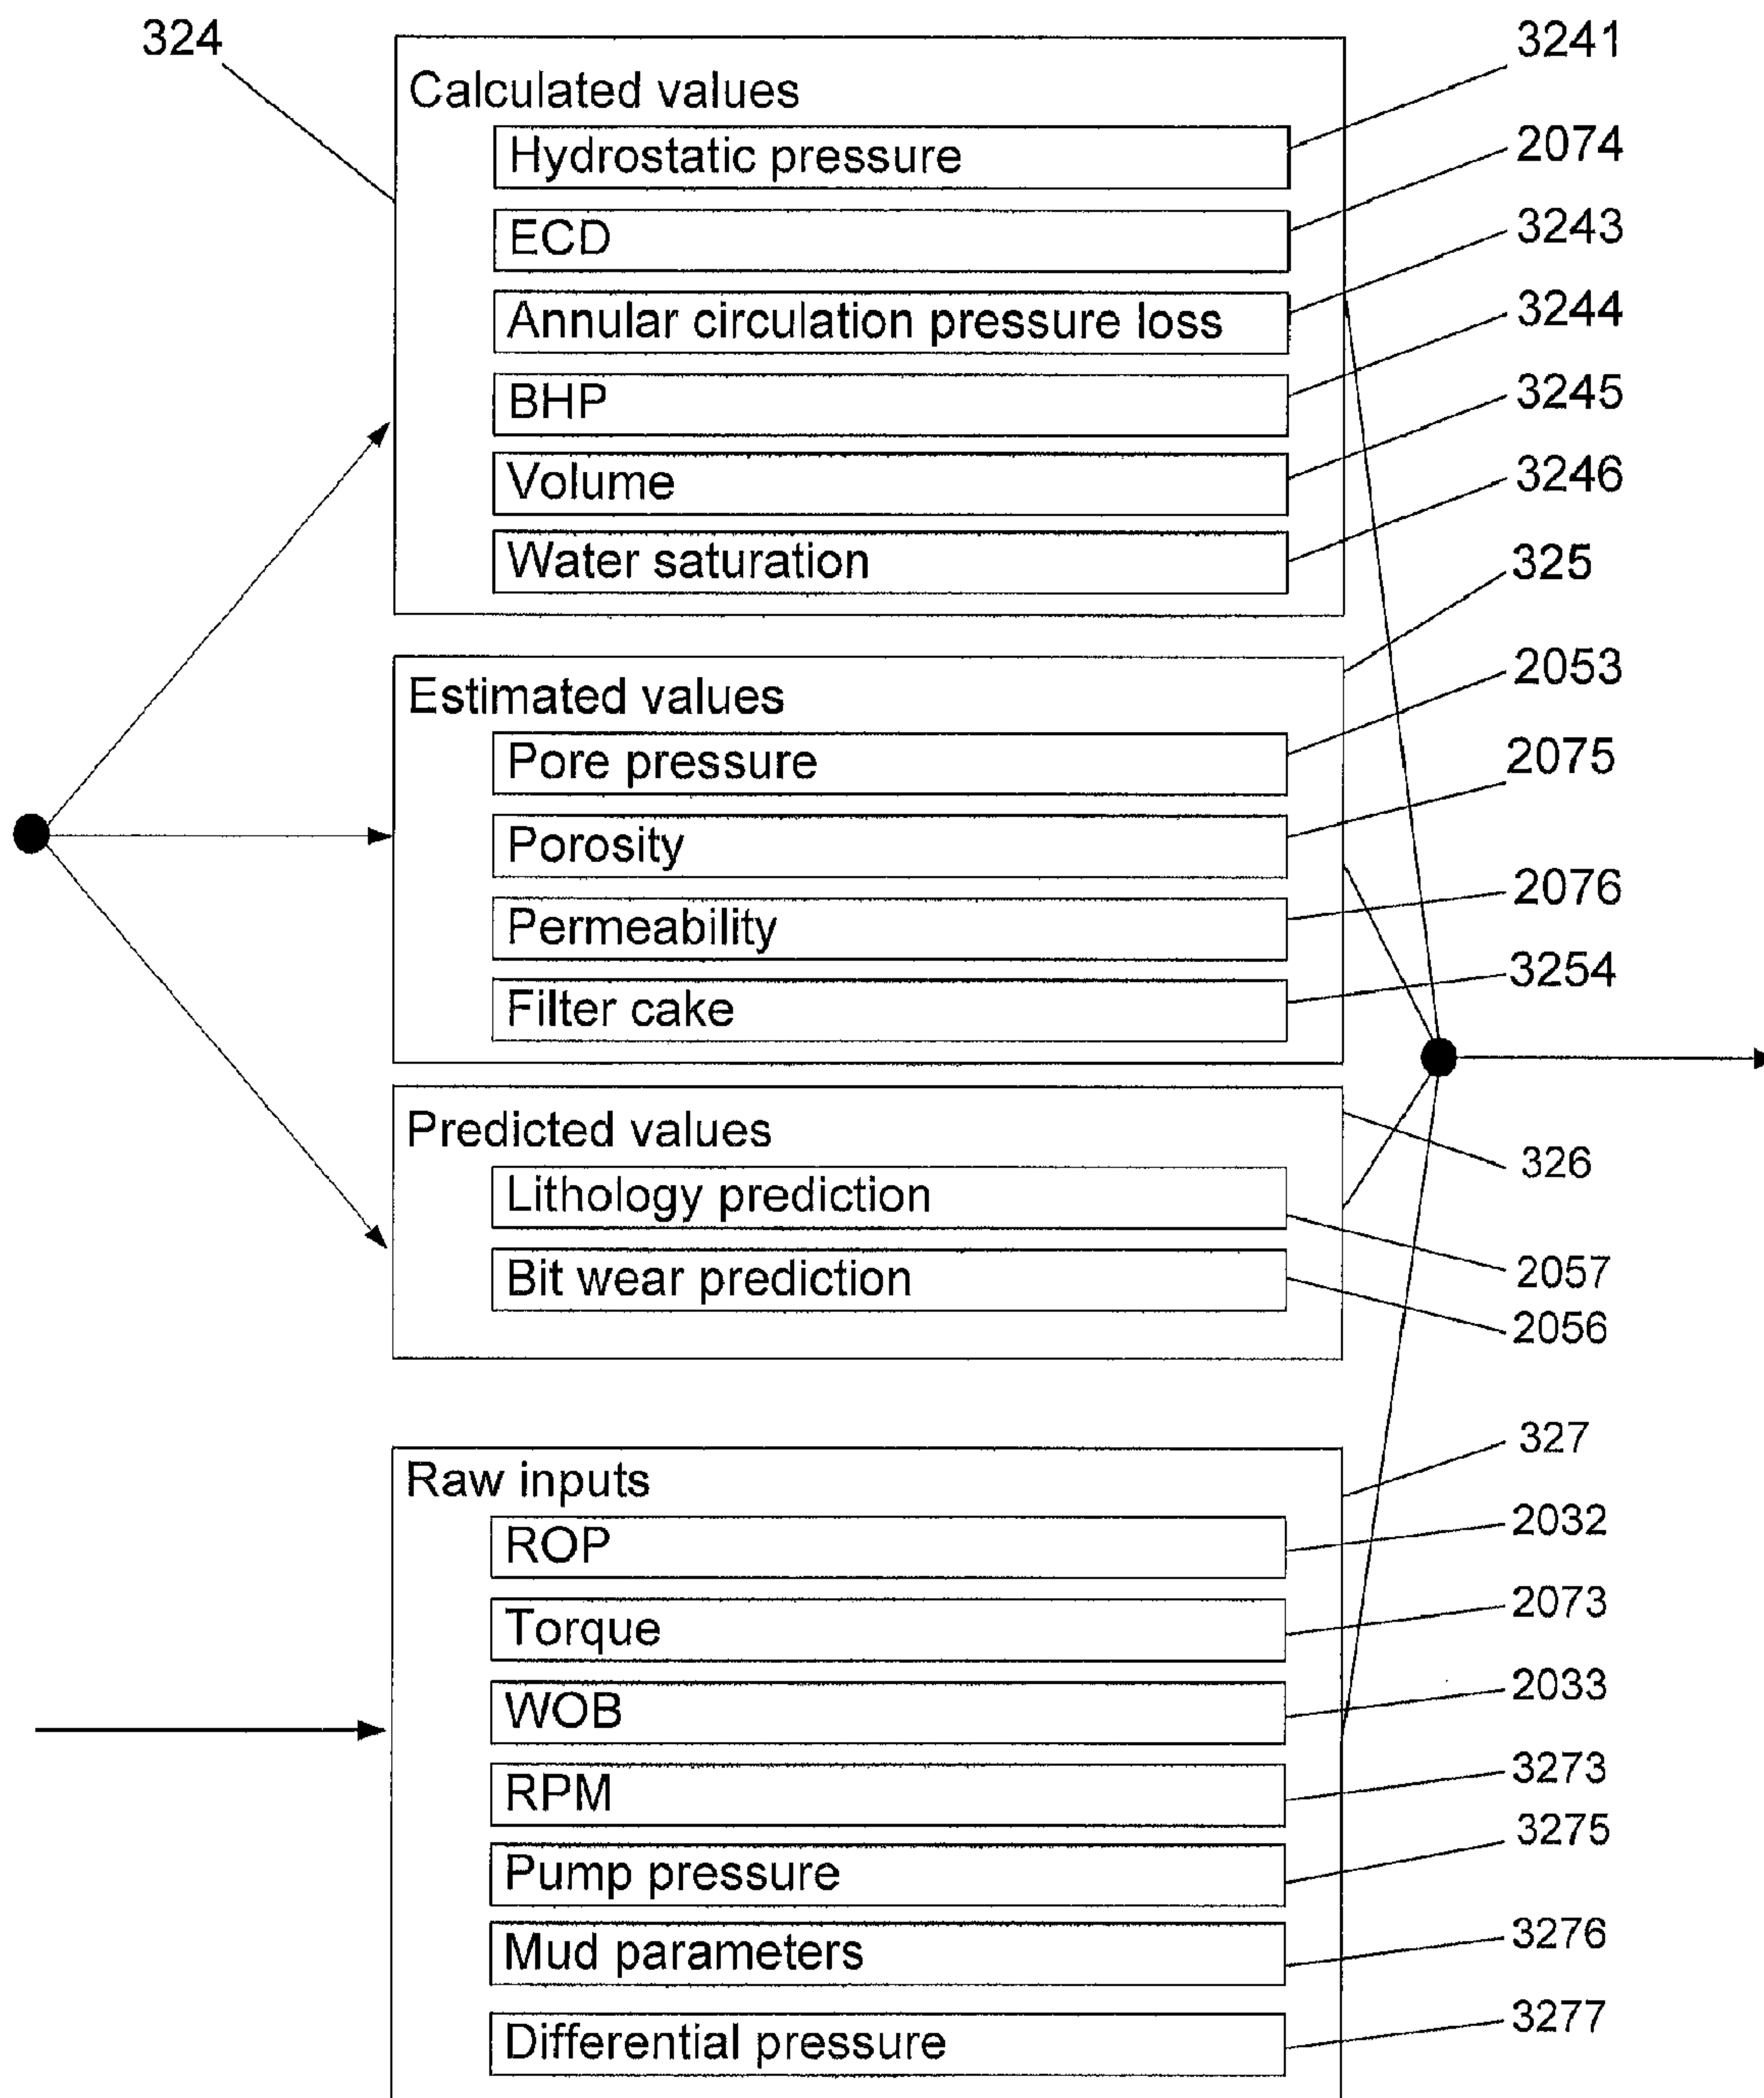 324
3241
Calculated values
Hydrostatic pressure
2074
ECD
3243
Annular circulation pressure loss
3244
BHP
3245
Volume
3246
Water saturation
325
Estimated values
2053
Pore pressure
2075
Porosity
2076
Permeability
3254
Filter cake
Predicted values
326
Lithology prediction
2057
Bit wear prediction
2056
327
Raw inputs
2032
ROP
2073
Torque
2033
WOB
3273
RPM
3275
Pump pressure
3276
Mud parameters
3277
Differential pressure